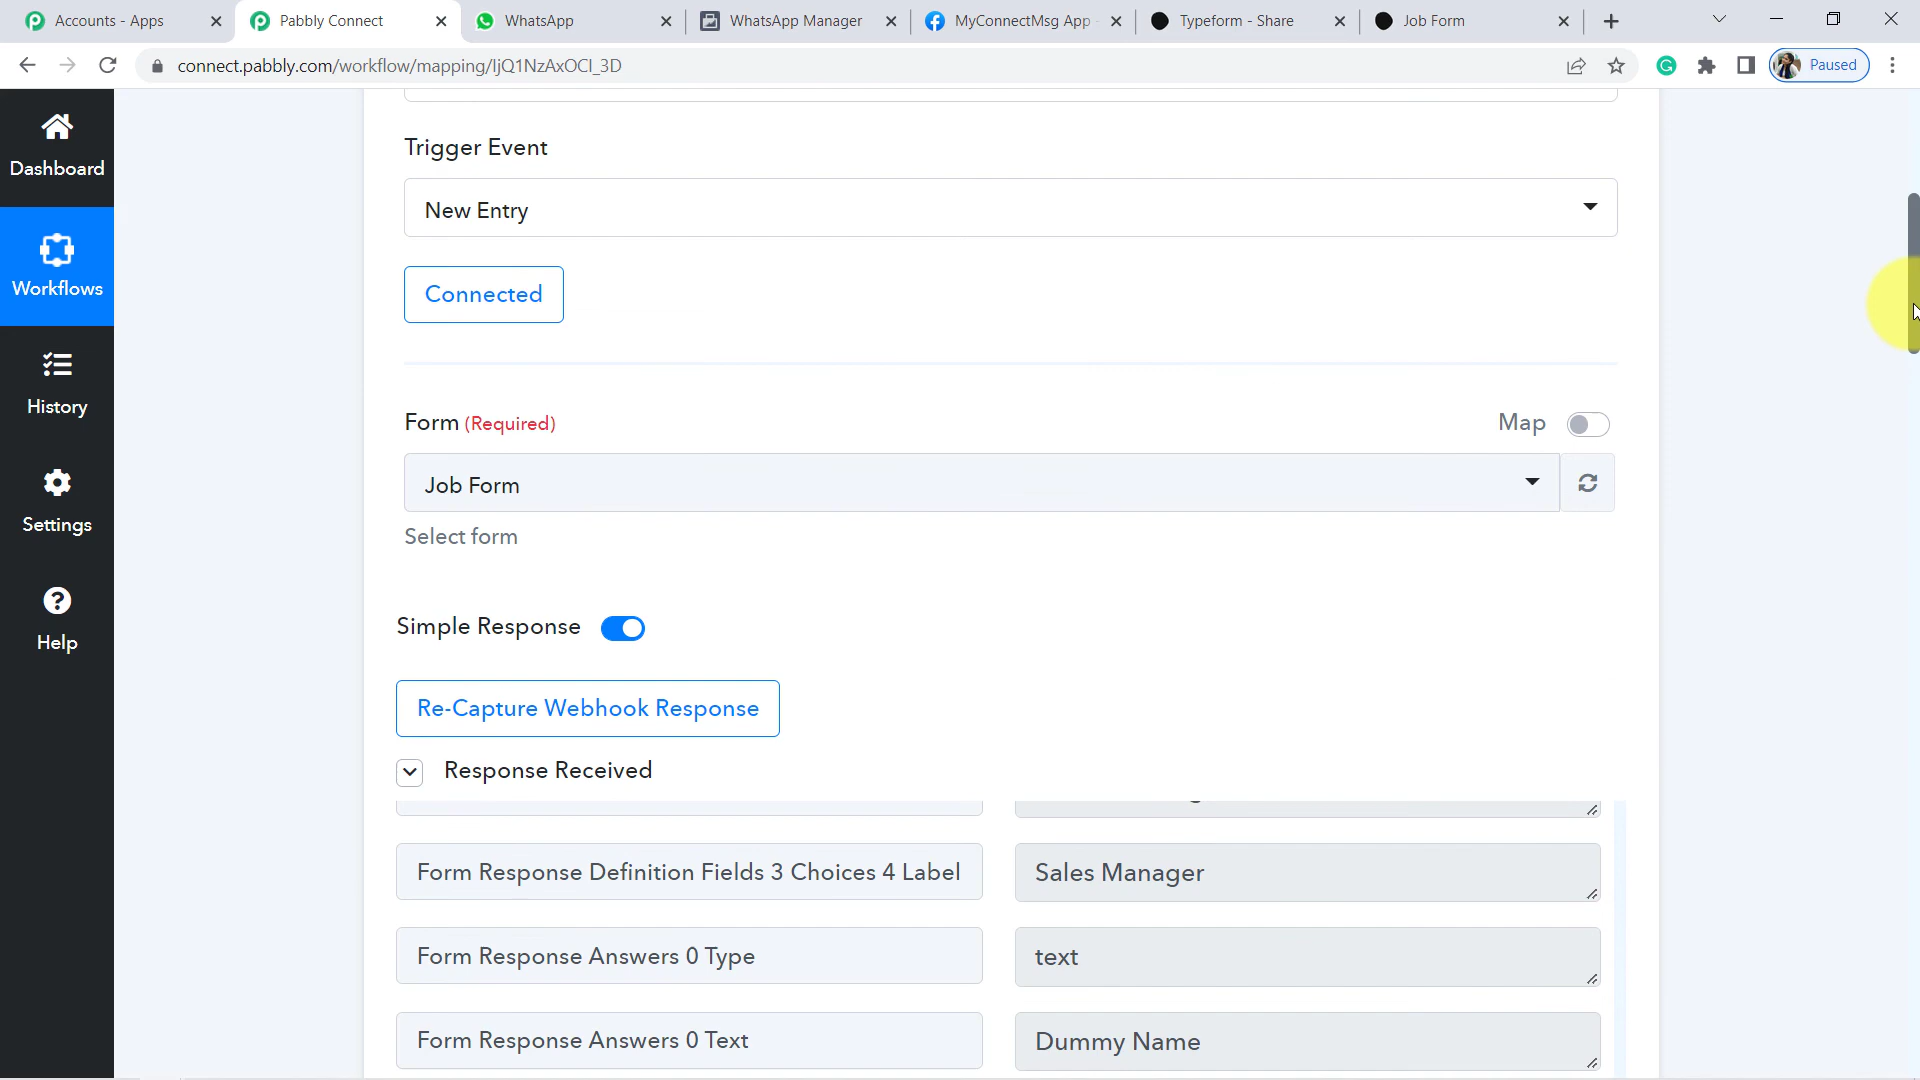 Accounts - Apps
Pabbly Connect
WhatsApp
WhatsApp Manager
MyConnectMsg App -
Typeform - Share
Job Form
connect.pabbly.com/workflow/mapping/IjQ1NzAxOCI_3D
Paused
Dashboard
Workflows
History
Settings
Help
Trigger Event
New Entry
Connected
Form (Required)
Map
Job Form
Select form
Simple Response
Re-Capture Webhook Response
Response Received
Form Response Definition Fields 3 Choices 4 Label
Sales Manager
Form Response Answers 0 Type
text
Form Response Answers 0 Text
Dummy Name